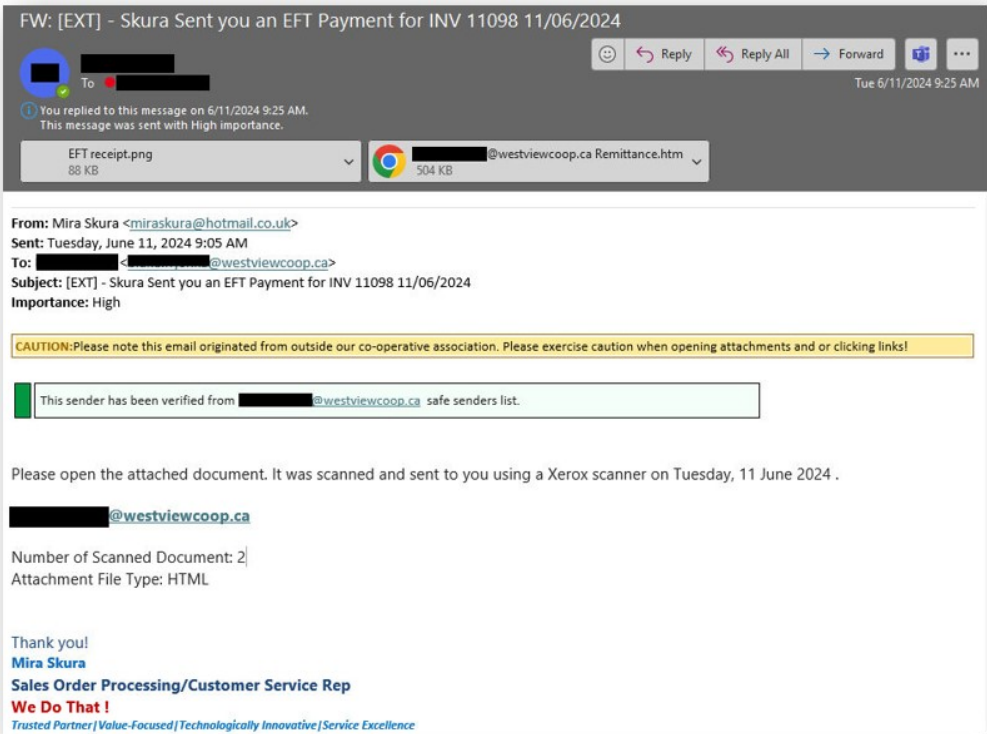 FW: [EXT] - Skura Sent you an EFT Payment for INV 11098 11/06/2024
Reply
Reply All
Forward
To
Tue 6/11/2024 9:25 AM
You replied to this message on 6/11/2024 9:25 AM.
This message was sent with High importance.
EFT receipt.png
88 KB
@westviewcoop.ca Remittance.htm
504 KB
From: Mira Skura <miraskura@hotmail.co.uk>
Sent: Tuesday, June 11, 2024 9:05 AM
To: <@westviewcoop.ca>
Subject: [EXT] - Skura Sent you an EFT Payment for INV 11098 11/06/2024
Importance: High
CAUTION:Please note this email originated from outside our co-operative association. Please exercise caution when opening attachments and or clicking links!
This sender has been verified from @westviewcoop.ca safe senders list.
Please open the attached document. It was scanned and sent to you using a Xerox scanner on Tuesday, 11 June 2024 .
@westviewcoop.ca
Number of Scanned Document: 2
Attachment File Type: HTML
Thank you!
Mira Skura
Sales Order Processing/Customer Service Rep
We Do That !
Trusted Partner|Value-Focused|Technologically Innovative|Service Excellence